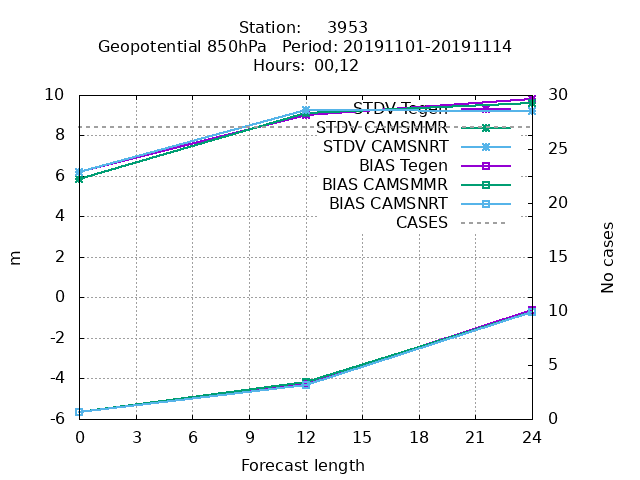 Station: 3953
Geopotential 850hPa Period: 20191101-20191114
Hours: 00,12
10 30
STDV Tegen
8 STDV CAMSMMR
25
STDV CAMSNRT
BIAS Tegen
6
BIAS CAMSMMR
BIAS CAMSNRT
20
4
CASES
2 15
m
No cases
0
10
-2
-4 5
-6 0
0 3 6 9 12 15 18 21 24
Forecast length